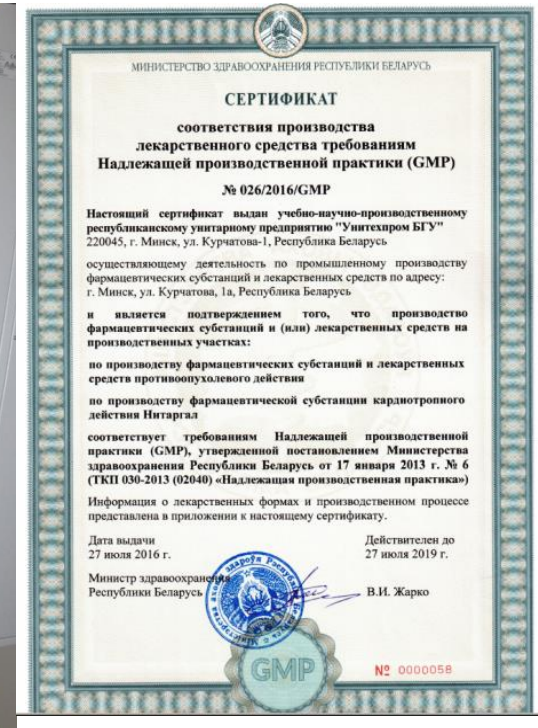 МИНИСТЕРСТВО ЗДРАВООХРАНЕНИЯ РЕСПУБЛИКИ БЕЛАРУСЬ
СЕРТИФИКАТ
соответствия производства
лекарственного средства требованиям
Надлежащей производственной практики (GMP)
№ 026/2016/GMP
Настоящий сертификат выдан учебно-научно-производственному
республиканскому унитарному предприятию "Унитехпром БГУ"
220045, г. Минск, ул. Курчатова-1, Республика Беларусь
осуществляющему деятельность по промышленному производству
фармацевтических субстанций и лекарственных средств по адресу:
г. Минск, ул. Курчатова, 1а, Республика Беларусь
и является подтверждением того, что производство
фармацевтических субстанций и (или) лекарственных средств на
производственных участках:
по производству фармацевтических субстанций и лекарственных
средств противоопухолевого действия
по производству фармацевтической субстанции кардиотропного
действия Нитаргал
соответствует требованиям Надлежащей производственной
практики (GMP), утвержденной постановлением Министерства
здравоохранения Республики Беларусь от 17 января 2013 г. № 6
(ТКП 030-2013 (02040) «Надлежащая производственная практика»)
Информация о лекарственных формах и производственном процессе
представлена в приложении к настоящему сертификату.
Дата выдачи
27 июля 2016 г.
Действителен до
27 июля 2019 г.
Министр здравоохранения
Республики Беларусь
В.И. Жарко
GMP
№ 0000058